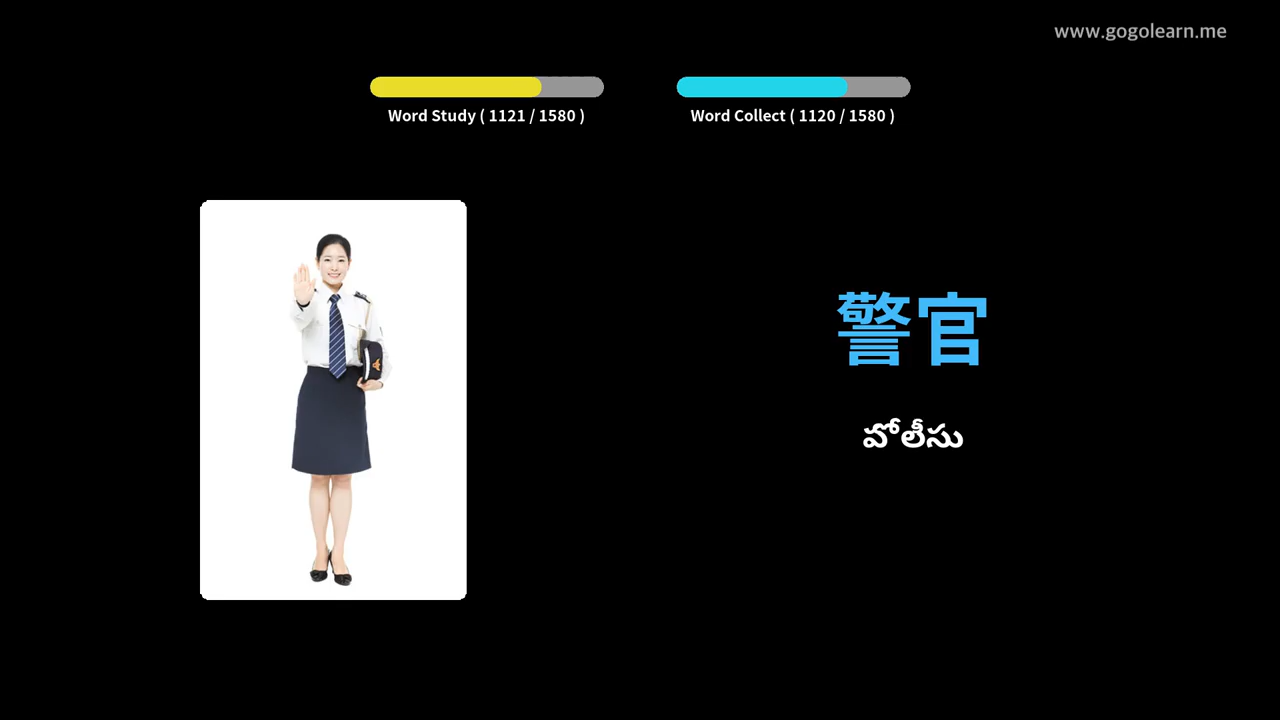 www.gogolearn.me
Word Study ( 1121 / 1580 )
Word Collect ( 1120 / 1580 )
警官
పోలీసు